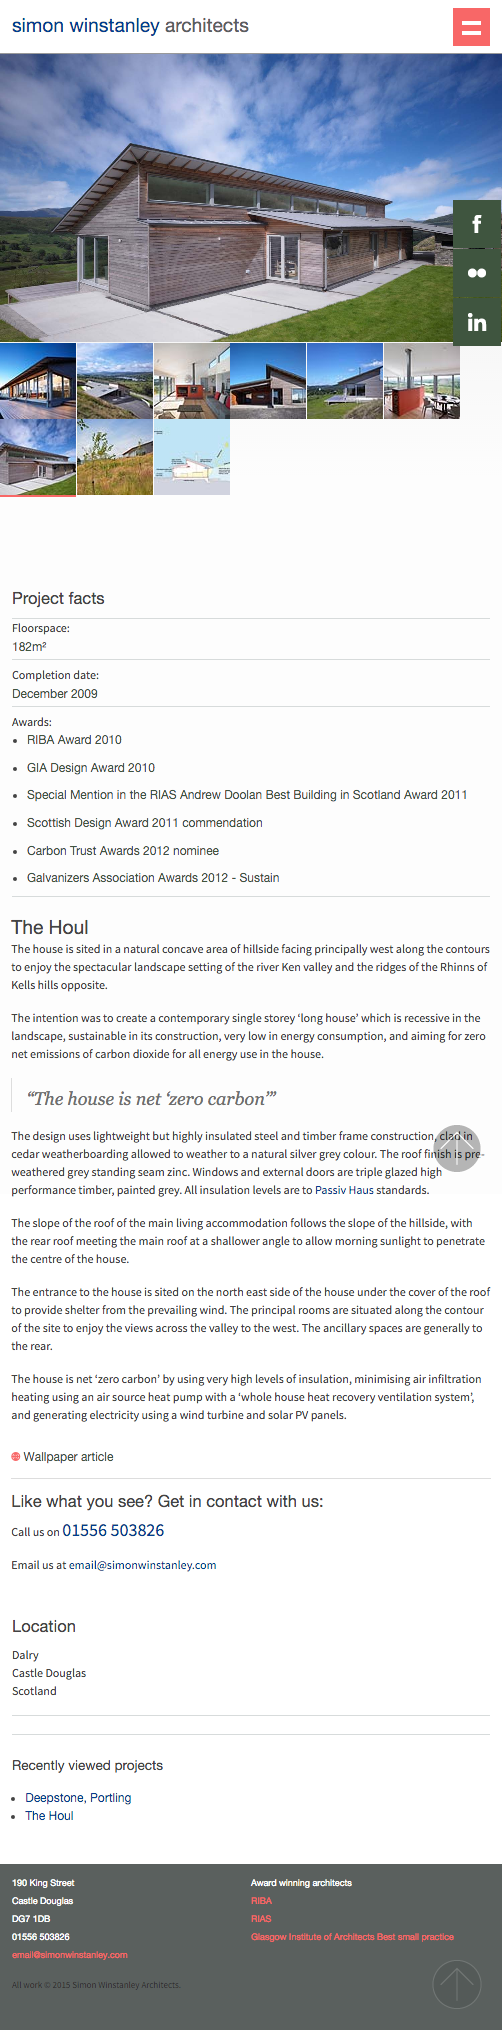 simon winstanley architects
Project facts
Floorspace:
182m²
Completion date:
December 2009
Awards:
• RIBA Award 2010
• GIA Design Award 2010
• Special Mention in the RIAS Andrew Doolan Best Building in Scotland Award 2011
• Scottish Design Award 2011 commendation
• Carbon Trust Awards 2012 nominee
• Galvanizers Association Awards 2012 - Sustain
The Houl
The house is sited in a natural concave area of hillside facing principally west along the contours
to enjoy the spectacular landscape setting of the river Ken valley and the ridges of the Rhinns of
Kells hills opposite.
The intention was to create a contemporary single storey ‘long house’ which is recessive in the
landscape, sustainable in its construction, very low in energy consumption, and aiming for zero
net emissions of carbon dioxide for all energy use in the house.
“The house is net ‘zero carbon’”
The design uses lightweight but highly insulated steel and timber frame construction, clad in
cedar weatherboarding allowed to weather to a natural silver grey colour. The roof finish is pre-
weathered grey standing seam zinc. Windows and external doors are triple glazed high
performance timber, painted grey. All insulation levels are to Passiv Haus standards.
The slope of the roof of the main living accommodation follows the slope of the hillside, with
the rear roof meeting the main roof at a shallower angle to allow morning sunlight to penetrate
the centre of the house.
The entrance to the house is sited on the north east side of the house under the cover of the roof
to provide shelter from the prevailing wind. The principal rooms are situated along the contour
of the site to enjoy the views across the valley to the west. The ancillary spaces are generally to
the rear.
The house is net ‘zero carbon’ by using very high levels of insulation, minimising air infiltration
heating using an air source heat pump with a ‘whole house heat recovery ventilation system’,
and generating electricity using a wind turbine and solar PV panels.
Wallpaper article
Like what you see? Get in contact with us:
Call us on 01556 503826
Email us at email@simonwinstanley.com
Location
Dalry
Castle Douglas
Scotland
Recently viewed projects
• Deepstone, Portling
• The Houl
190 King Street
Castle Douglas
DG7 1DB
01556 503826
email@simonwinstanley.com
Award winning architects
RIBA
RIAS
Glasgow Institute of Architects Best small practice
All work © 2015 Simon Winstanley Architects.